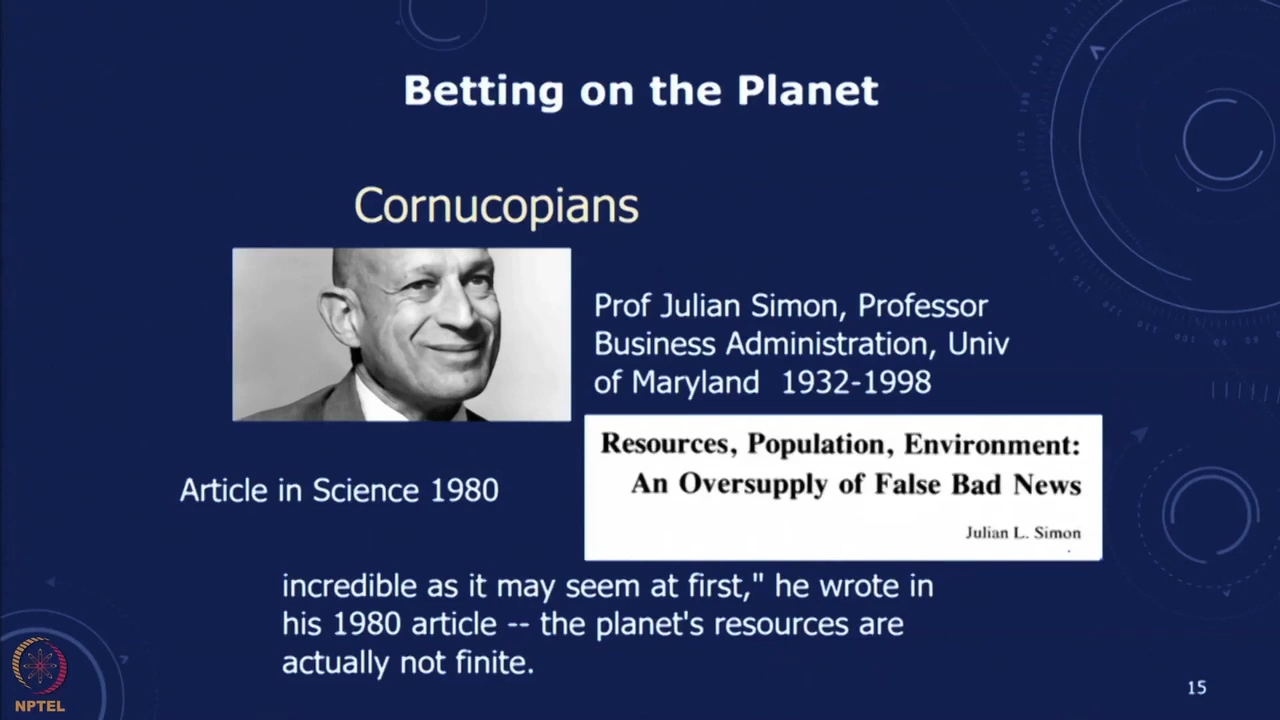 Betting on the Planet
Cornucopians
Prof Julian Simon, Professor
Business Administration, Univ
of Maryland 1932-1998
Resources, Population, Environment:
An Oversupply of False Bad News
Julian L. Simon
Article in Science 1980
incredible as it may seem at first," he wrote in
his 1980 article -- the planet's resources are
actually not finite.
NPTEL
15